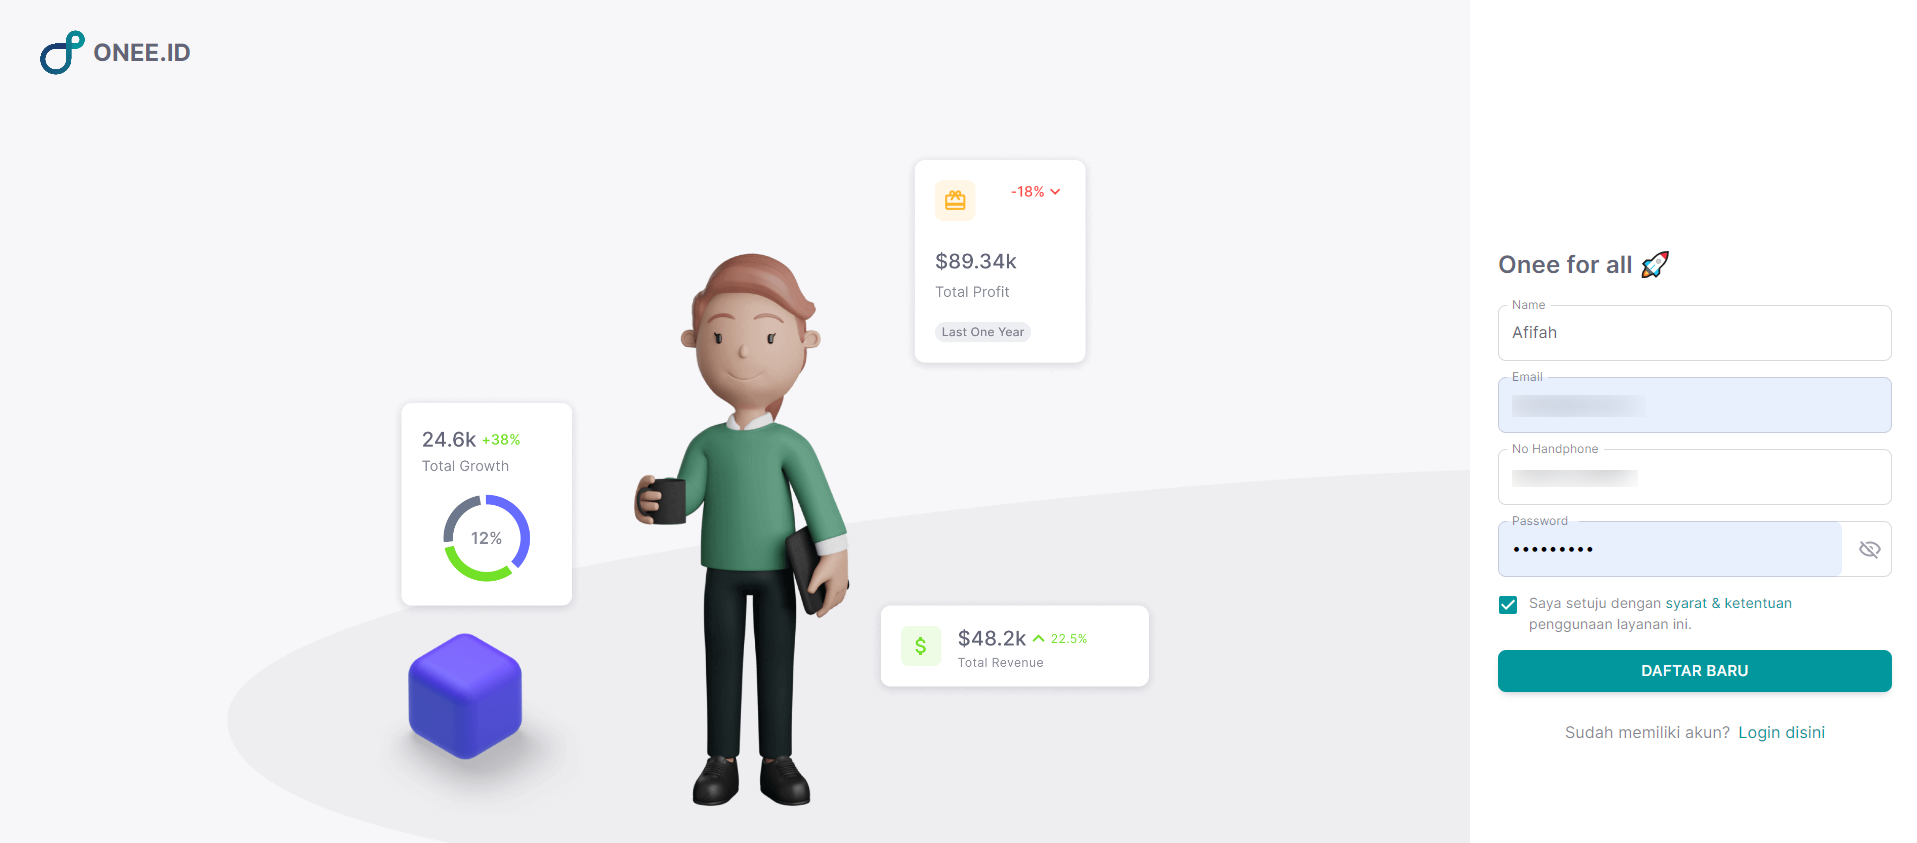 ONEE.ID
-18%
$89.34k
Total Profit
Last One Year
24.6k +38%
Total Growth
12%
$48.2k 22.5%
Total Revenue
Onee for all 🚀
Name
Afifah
Email
No Handphone
Password
•••••••••
Saya setuju dengan syarat & ketentuan
penggunaan layanan ini.
DAFTAR BARU
Sudah memiliki akun? Login disini